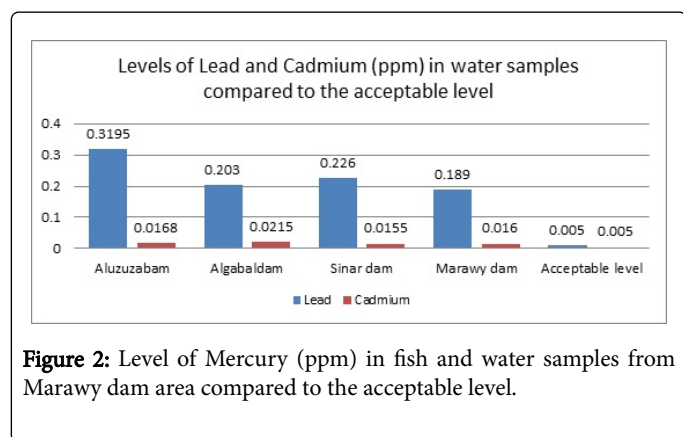 Levels of Lead and Cadmium (ppm) in water samples
compared to the acceptable level
0.4
0.3
0.2
0.1
0
0.3195
0.0168
0.203
0.0215
0.226
0.0155
0.189
0.016
0.005
0.005
Aluzuzabam
Algabaldam
Sinar dam
Marawy dam
Acceptable level
Lead
Cadmium
Figure 2: Level of Mercury (ppm) in fish and water samples from
Marawy dam area compared to the acceptable level.